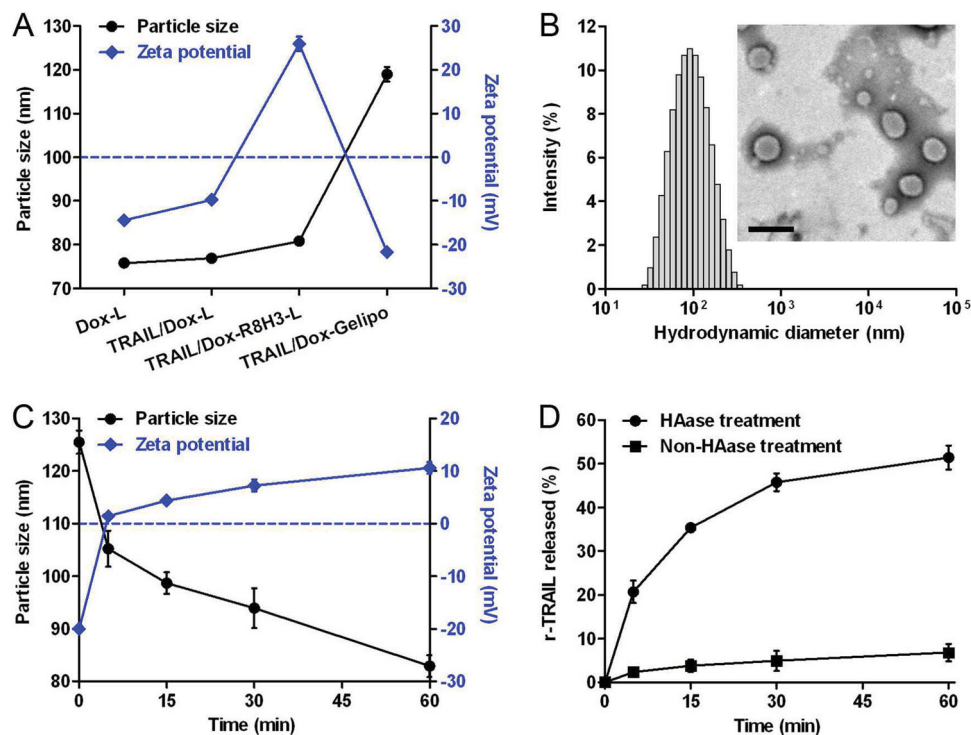 A
Particle size
Zeta potential
130
120
110
100
90
80
70
Particle size (nm)
30
20
10
0
-10
-20
-30
Zeta potential (mV)
Dox-L
TRAIL/Dox-L
TRAIL/Dox-R8H3-L
TRAIL/Dox-Gelipo
B
12
10
8
6
4
2
0
Intensity (%)
10¹ 10² 10³ 10⁴ 10⁵
Hydrodynamic diameter (nm)
C
Particle size
Zeta potential
130
120
110
100
90
80
Particle size (nm)
20
10
0
-10
-20
-30
Zeta potential (mV)
0 15 30 45 60
Time (min)
D
HAase treatment
Non-HAase treatment
60
50
40
30
20
10
0
r-TRAIL released (%)
0 15 30 45 60
Time (min)